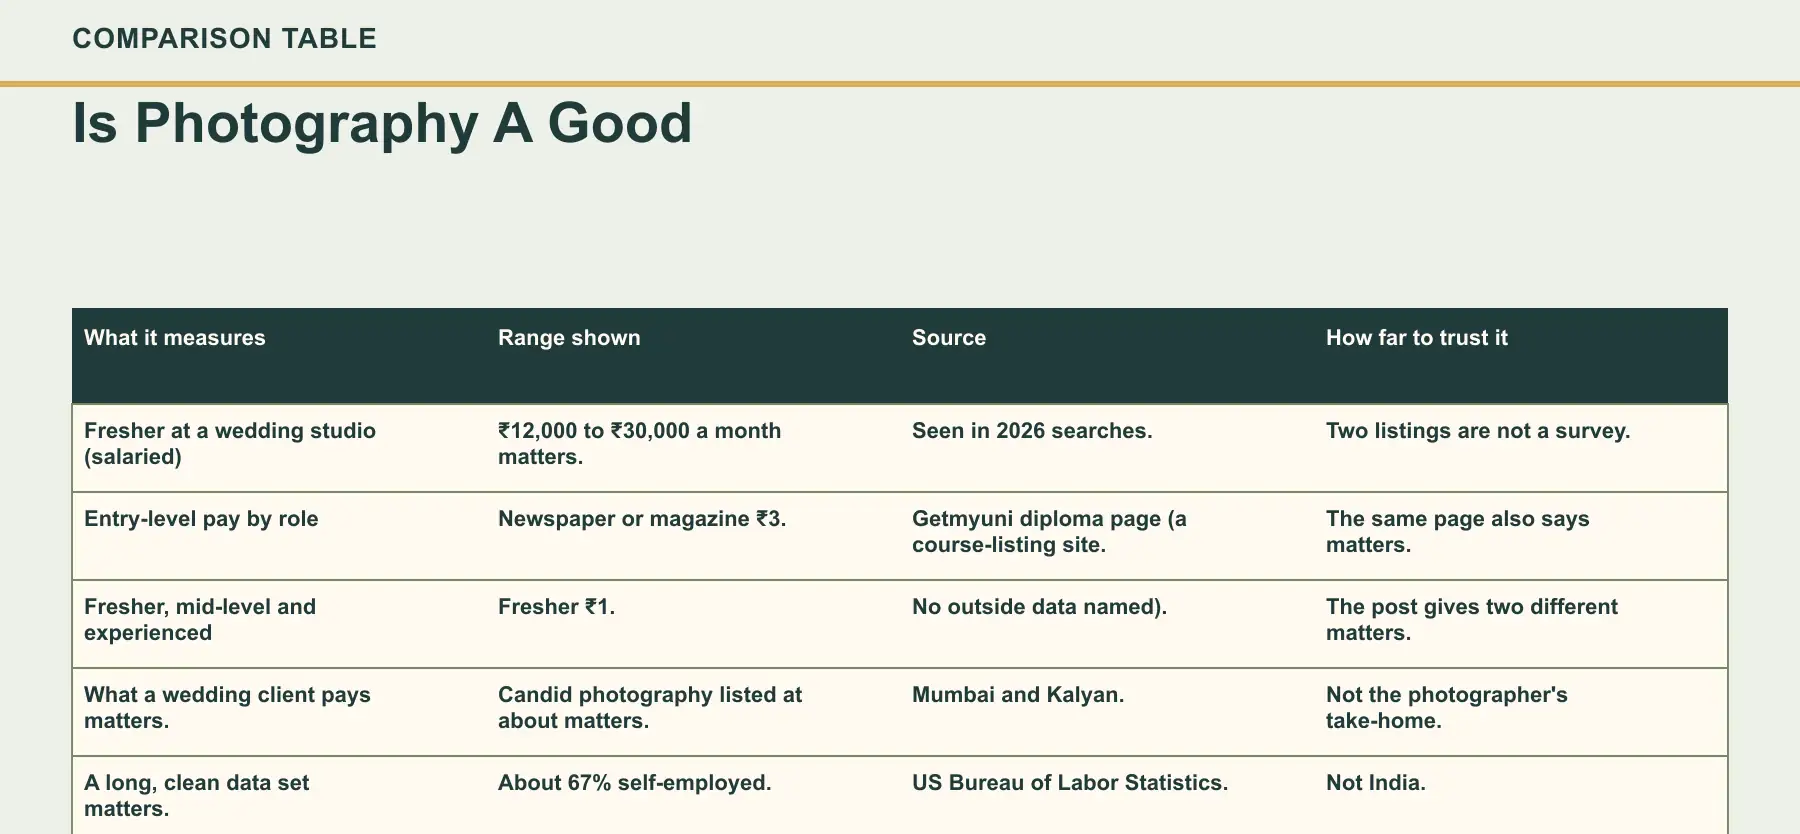 COMPARISON TABLE
Is Photography A Good
What it measures
Range shown
Source
How far to trust it
Fresher at a wedding studio
(salaried)
₹12,000 to ₹30,000 a month
matters.
Seen in 2026 searches.
Two listings are not a survey.
Entry-level pay by role
Newspaper or magazine ₹3.
Getmyuni diploma page (a
course-listing site.
The same page also says
matters.
Fresher, mid-level and
experienced
Fresher ₹1.
No outside data named).
The post gives two different
matters.
What a wedding client pays
matters.
Candid photography listed at
about matters.
Mumbai and Kalyan.
Not the photographer's
take-home.
A long, clean data set
matters.
About 67% self-employed.
US Bureau of Labor Statistics.
Not India.